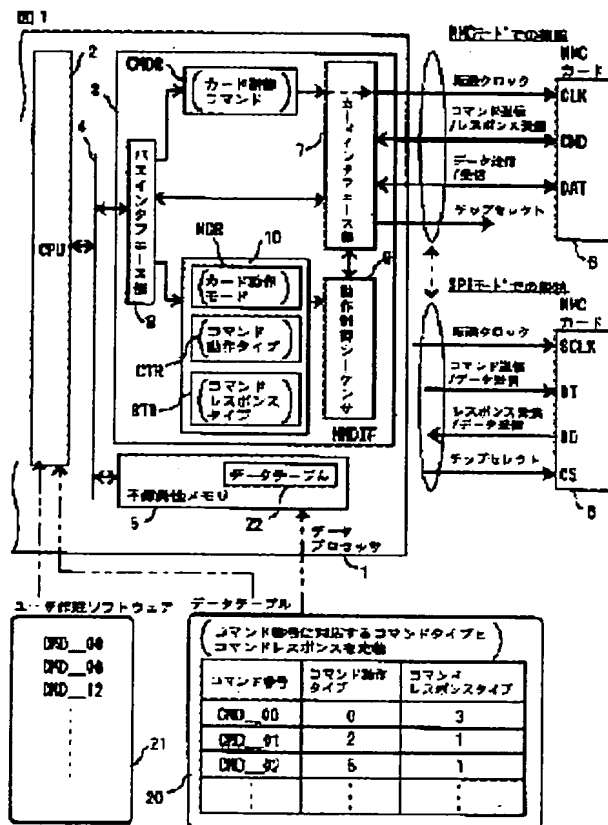 図1
MMCカードでの接続
MMC
カード
2
3
4
CMDR
カード制御
コマンド
7
カードインタフェース部
転送クロック
CLK
コマンド送信
/レスポンス受信
CMD
データ送信
/受信
DAT
チップセレクト
6
CPU
バスインタフェース部
8
MDR
10
カード動作
モード
コマンド
動作タイプ
CTR
コマンド
レスポンス
タイプ
RTR
9
動作制御シーケンサ
MMCIF
SPIモードでの接続
MMC
カード
転送クロック
SCLK
コマンド送信
/データ送信
DI
レスポンス受信
/データ受信
DO
チップセレクト
CS
6
データテーブル
不揮発性メモリ
5
22
データ
プロセッサ
1
ユーザ作成ソフトウェア
CMD__00
CMD__12
21
データテーブル
コマンド番号に対応するコマンドタイプと
コマンドレスポンスを定義
コマンド番号
コマンド動作
タイプ
コマンド
レスポンスタイプ
CMD__00
0
3
CMD__01
2
1
CMD__02
5
1
20